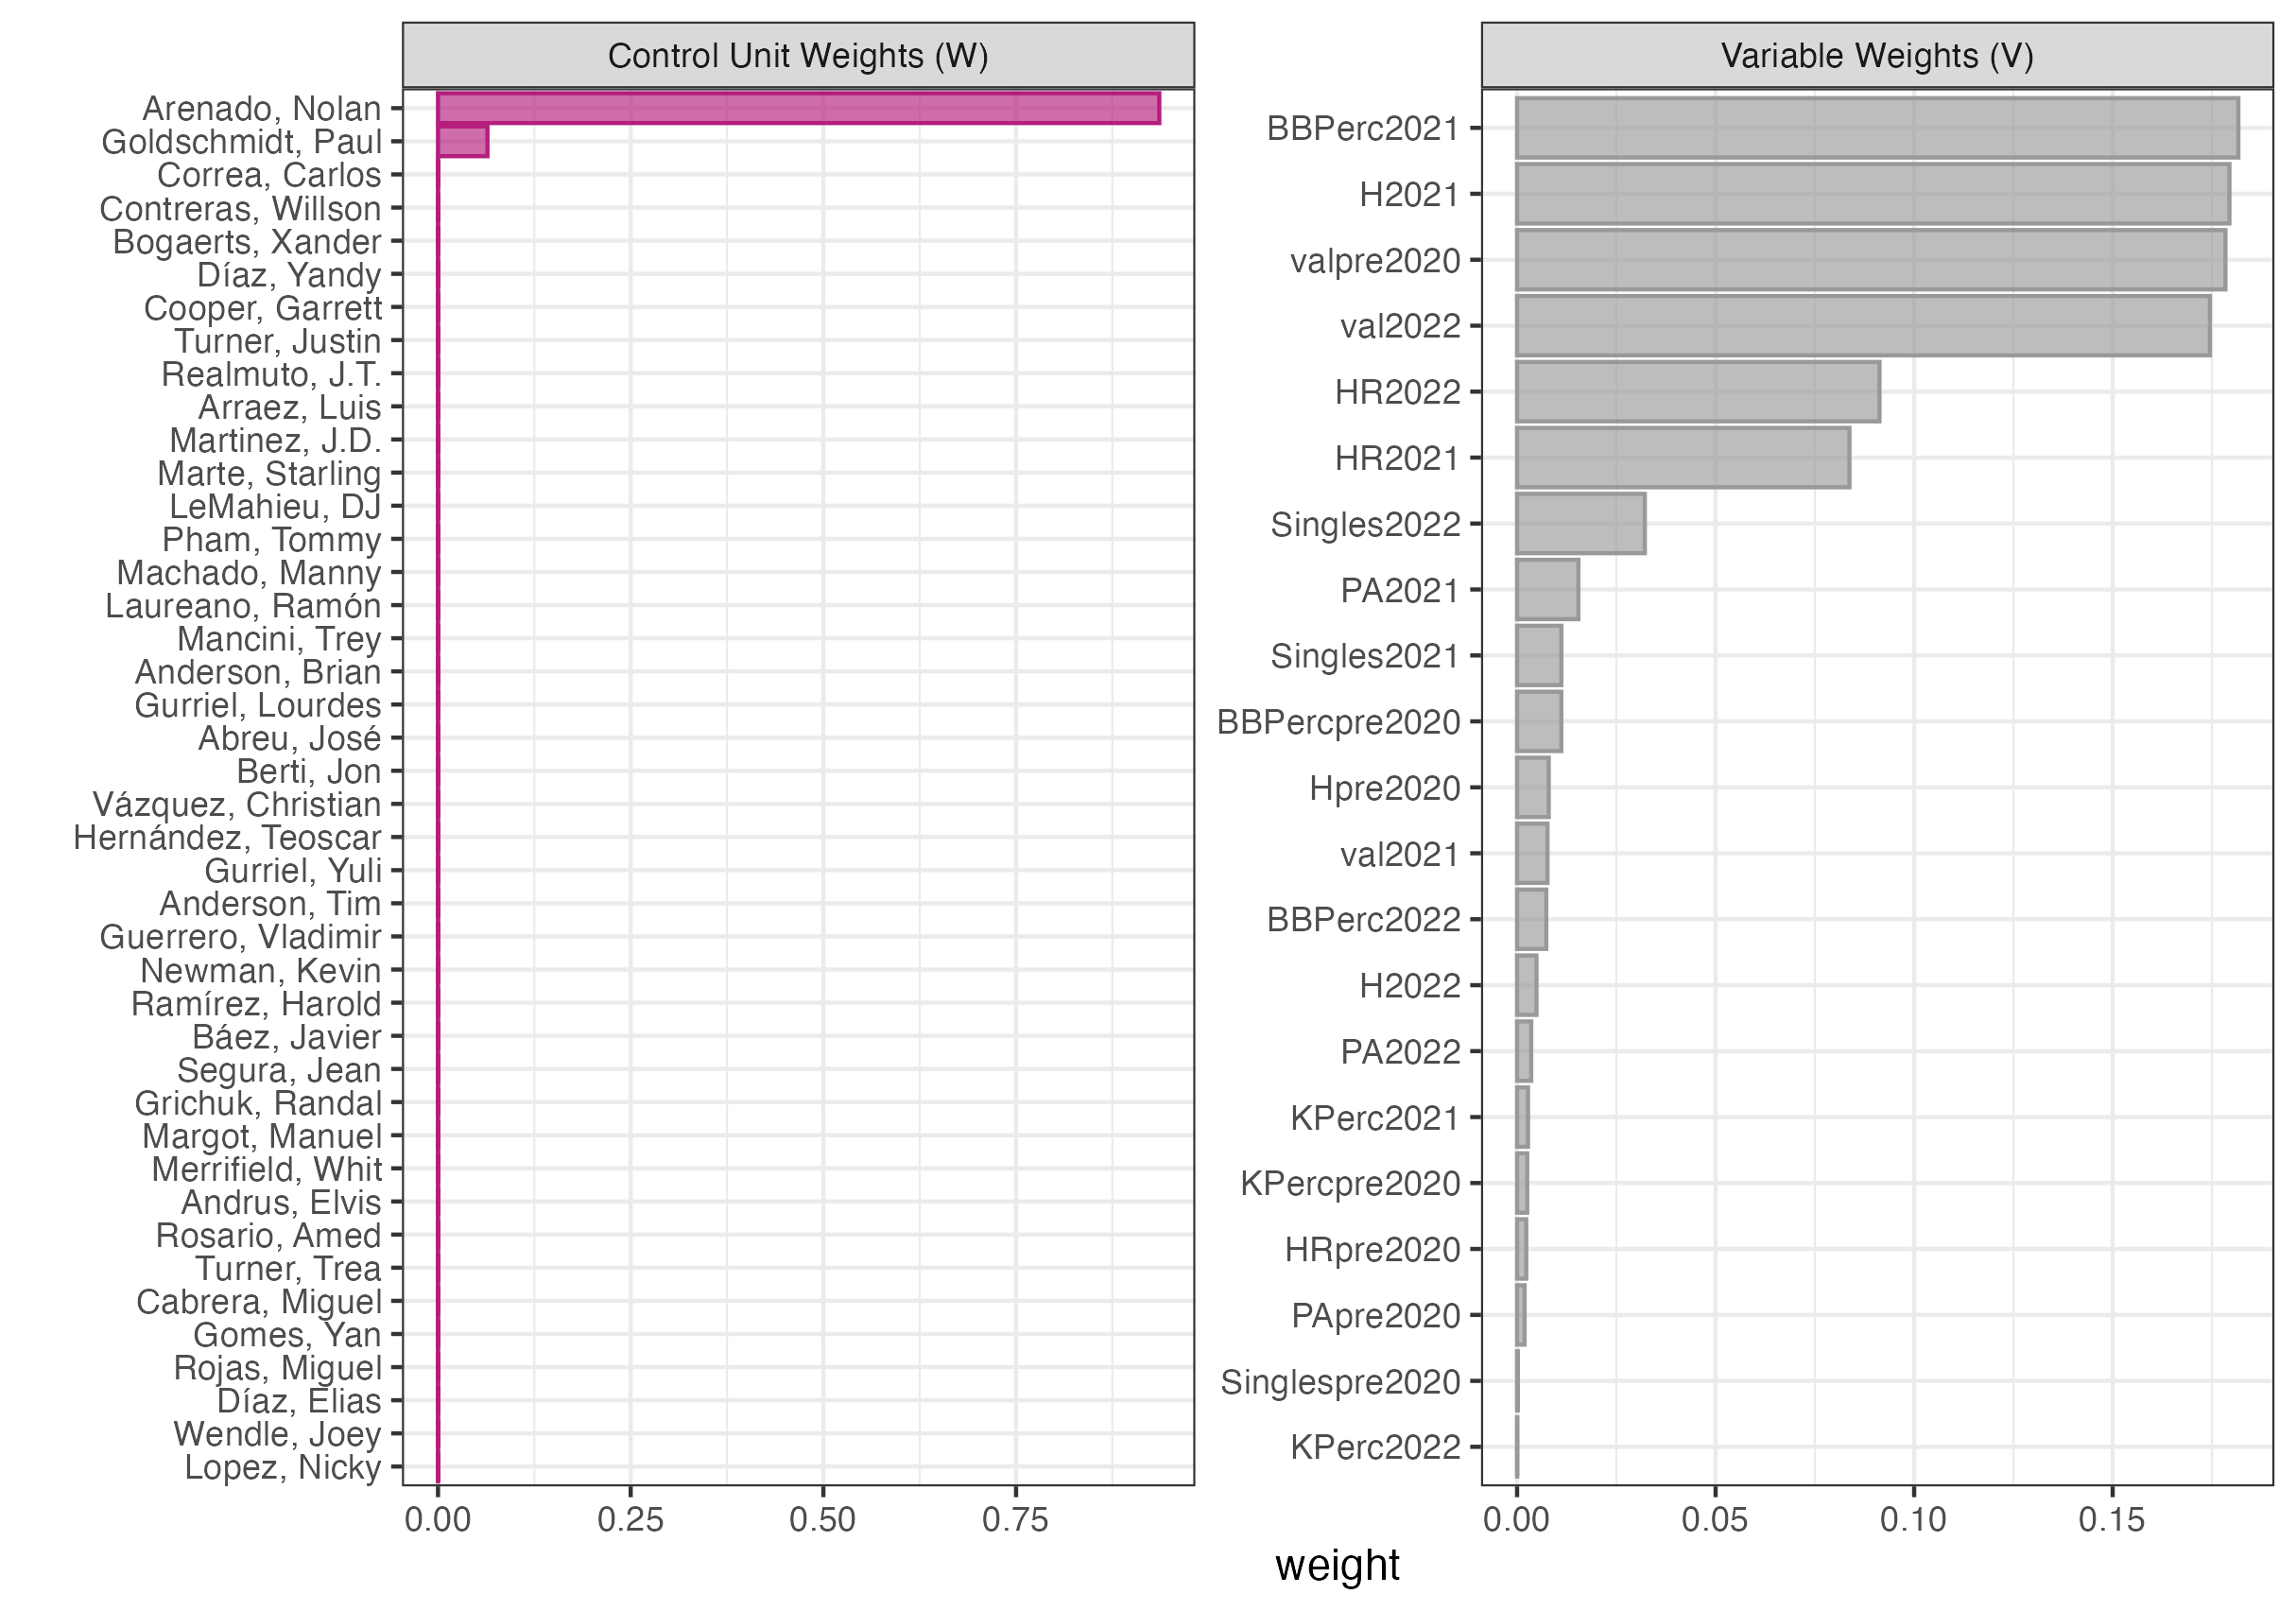 Control Unit Weights (W)
Arenado, Nolan
Goldschmidt, Paul
Correa, Carlos
Contreras, Willson
Bogaerts, Xander
Díaz, Yandy
Cooper, Garrett
Turner, Justin
Realmuto, J.T.
Arraez, Luis
Martinez, J.D.
Marte, Starling
LeMahieu, DJ
Pham, Tommy
Machado, Manny
Laureano, Ramón
Mancini, Trey
Anderson, Brian
Gurriel, Lourdes
Abreu, José
Berti, Jon
Vázquez, Christian
Hernández, Teoscar
Gurriel, Yuli
Anderson, Tim
Guerrero, Vladimir
Newman, Kevin
Ramírez, Harold
Báez, Javier
Segura, Jean
Grichuk, Randal
Margot, Manuel
Merrifield, Whit
Andrus, Elvis
Rosario, Amed
Turner, Trea
Cabrera, Miguel
Gomes, Yan
Rojas, Miguel
Díaz, Elias
Wendle, Joey
Lopez, Nicky
0.00 0.25 0.50 0.75
Variable Weights (V)
BBPerc2021
H2021
valpre2020
val2022
HR2022
HR2021
Singles2022
PA2021
Singles2021
BBPercpre2020
Hpre2020
val2021
BBPerc2022
H2022
PA2022
KPerc2021
KPercpre2020
HRpre2020
PApre2020
Singlespre2020
KPerc2022
0.00 0.05 0.10 0.15
weight